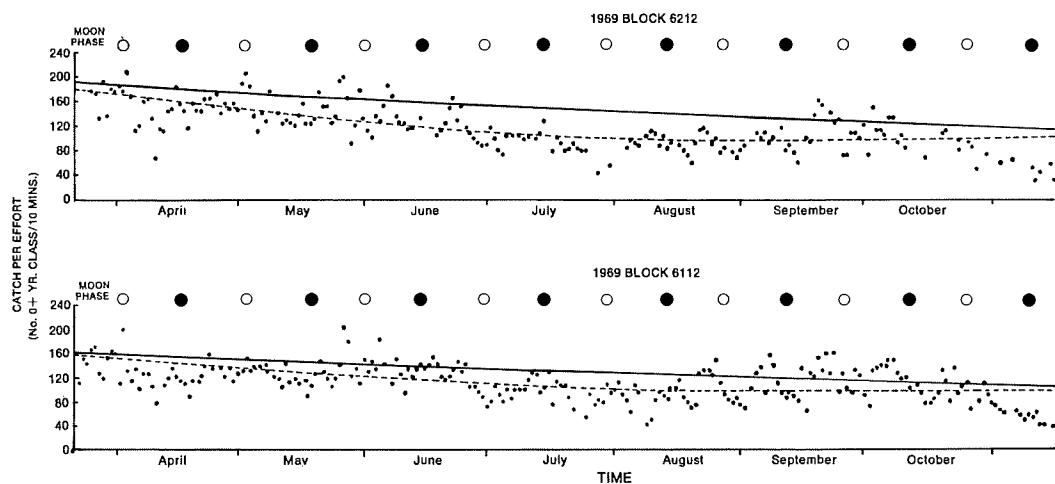 1969 BLOCK 6212
MOON
PHASE
240
200
160
120
80
40
0
April May June July August September October
CATCH PER EFFORT
(No. 0+ YR. CLASS/10 MINS.)
1969 BLOCK 6112
MOON
PHASE
240
200
160
120
80
40
0
April May June July August September October
TIME